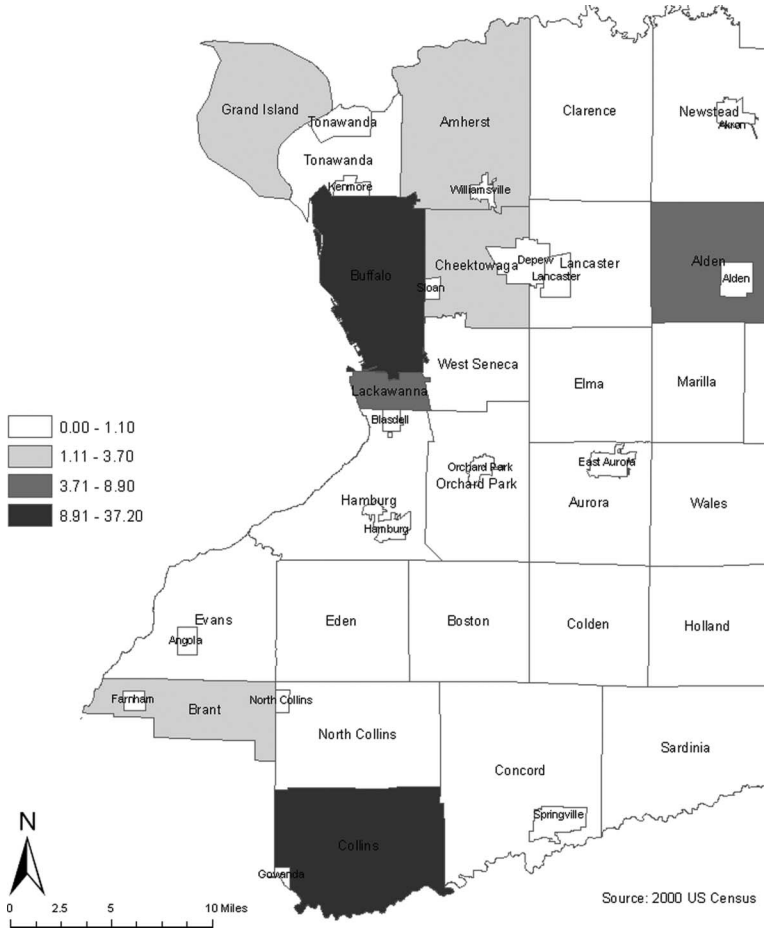 Grand Island
Tonawanda
Amherst
Clarence
Newstead
Akron
Tonawanda
Kenmore
Williamsville
Buffalo
Cheektowaga
Sloan
Depew
Lancaster
Lancaster
Alden
Alden
West Seneca
Lackawanna
Elma
Marilla
Blasdell
0.00 - 1.10
1.11 - 3.70
3.71 - 8.90
8.91 - 37.20
Orchard Park
Orchard Park
East Aurora
Hamburg
Hamburg
Aurora
Wales
Evans
Angola
Eden
Boston
Colden
Holland
Farnham
Brant
North Collins
North Collins
Concord
Sardinia
Springville
Collins
Gowanda
N
0 2.5 5 10 Miles
Source: 2000 US Census